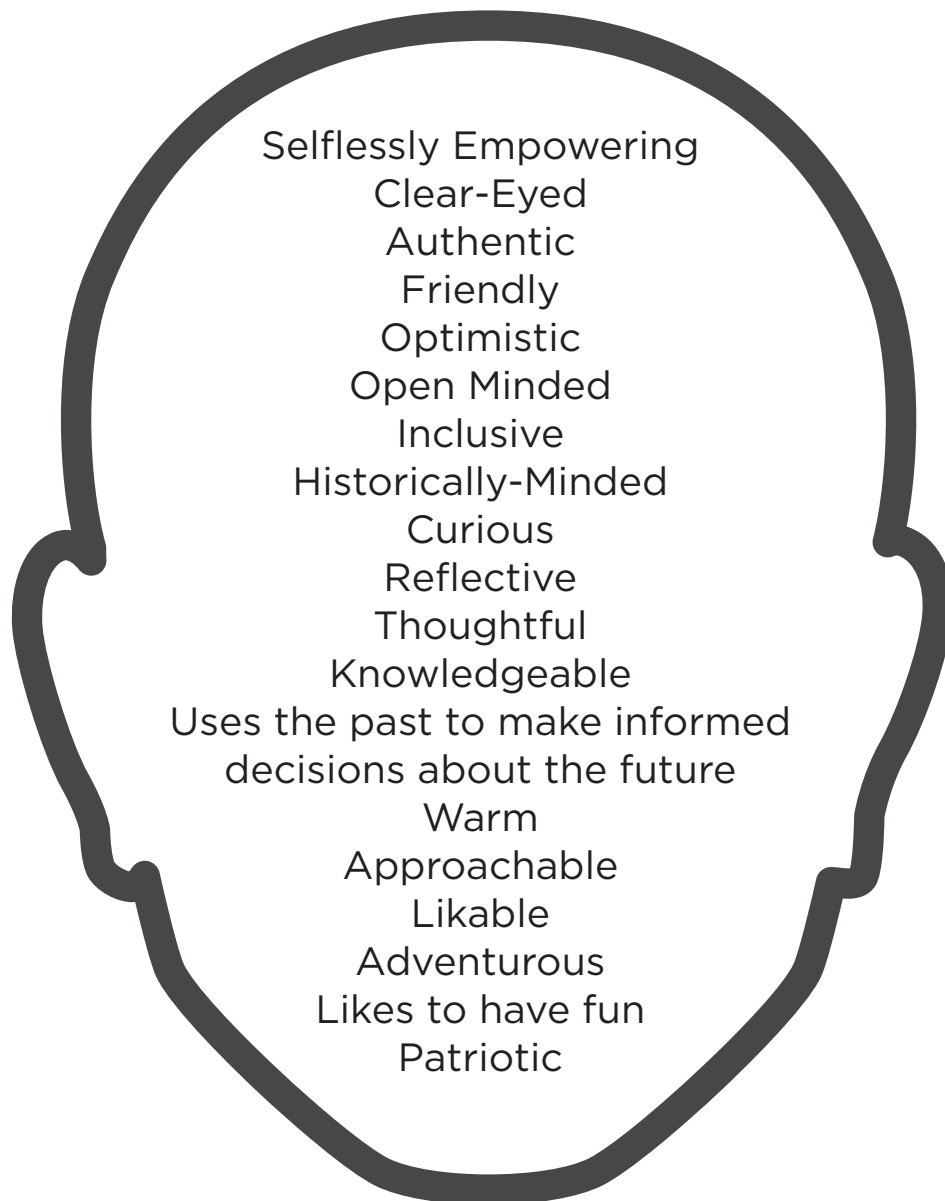 Selflessly Empowering
Clear-Eyed
Authentic
Friendly
Optimistic
Open Minded
Inclusive
Historically-Minded
Curious
Reflective
Thoughtful
Knowledgeable
Uses the past to make informed
decisions about the future
Warm
Approachable
Likable
Adventurous
Likes to have fun
Patriotic